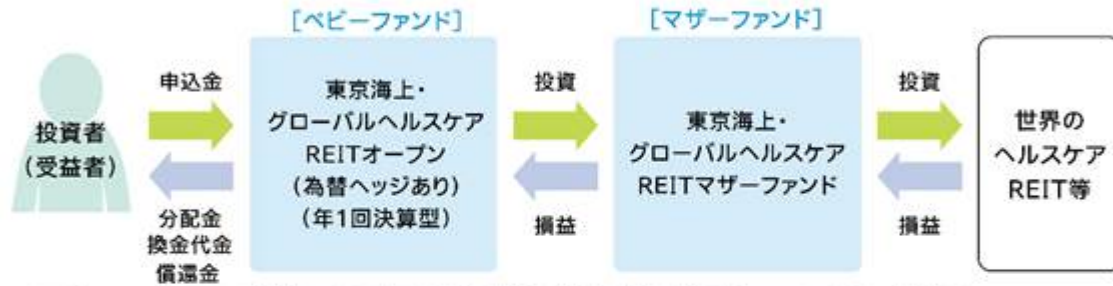 [ベビーファンド]
[マザーファンド]
投資者
(受益者)
申込金
分配金
換金代金
償還金
東京海上・
グローバルヘルスケア
REITオープン
(為替ヘッジあり)
(年1回決算型)
投資
損益
東京海上・
グローバルヘルスケア
REITマザーファンド
投資
損益
世界の
ヘルスケア
REIT等